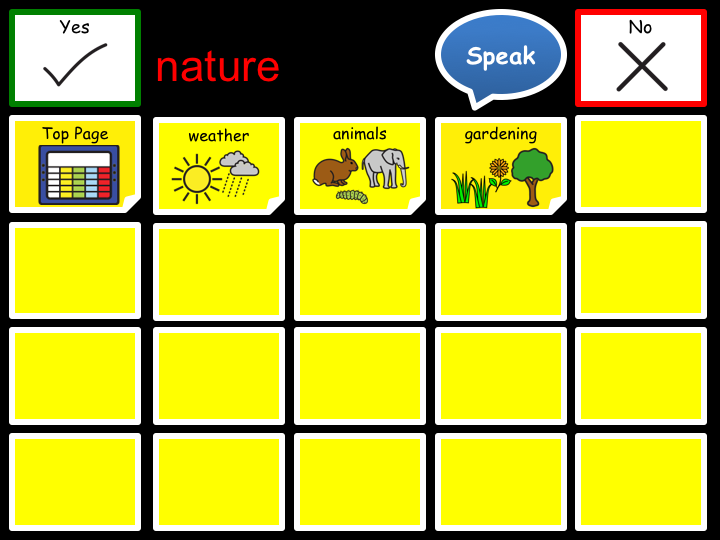 Yes
nature
Speak
No
Top Page
weather
animals
gardening